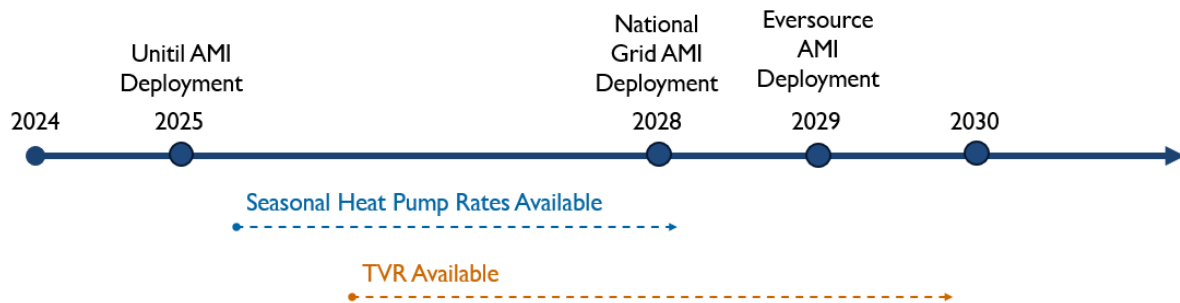 Unitil AMI
Deployment
National
Grid AMI
Deployment
Eversource
AMI
Deployment
2024
2025
2028
2029
2030
Seasonal Heat Pump Rates Available
TVR Available